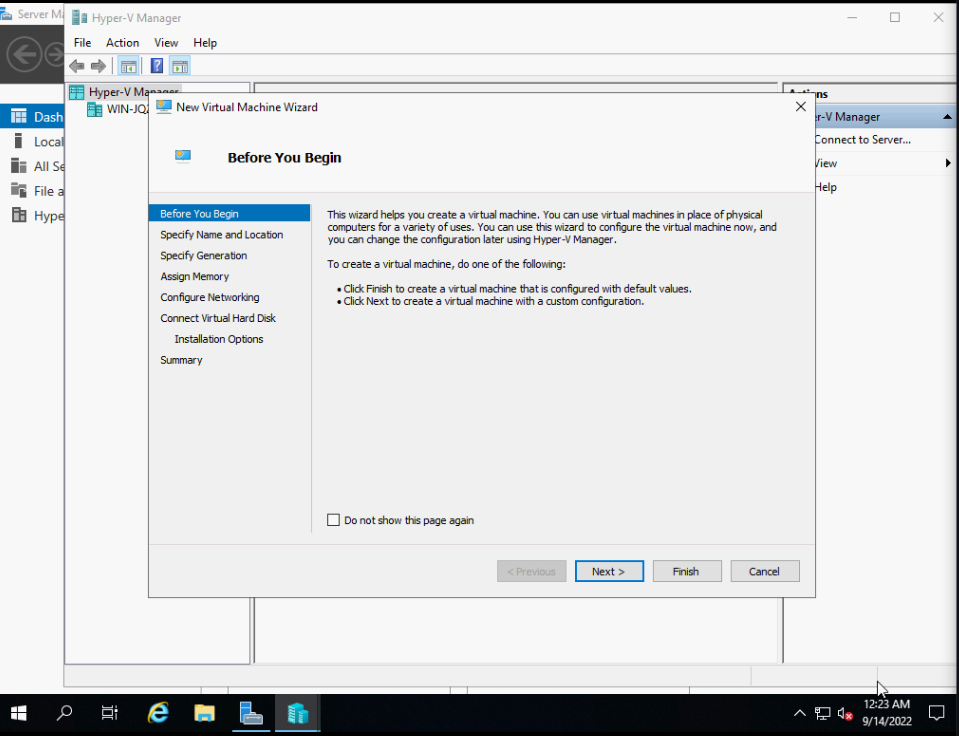 Server
Hyper-V Manager
File Action View Help
Hyper-V Manager
WIN-JQ
Actions
New Virtual Machine Wizard
r-V Manager
Dash
Local
Connect to Server...
All Se
View
File a
Help
Hype
Before You Begin
Before You Begin
Specify Name and Location
Specify Generation
Assign Memory
Configure Networking
Connect Virtual Hard Disk
Installation Options
Summary
This wizard helps you create a virtual machine. You can use virtual machines in place of physical
computers for a variety of uses. You can use this wizard to configure the virtual machine now, and
you can change the configuration later using Hyper-V Manager.
To create a virtual machine, do one of the following:
• Click Finish to create a virtual machine that is configured with default values.
• Click Next to create a virtual machine with a custom configuration.
Do not show this page again
< Previous Next > Finish Cancel
12:23 AM
9/14/2022